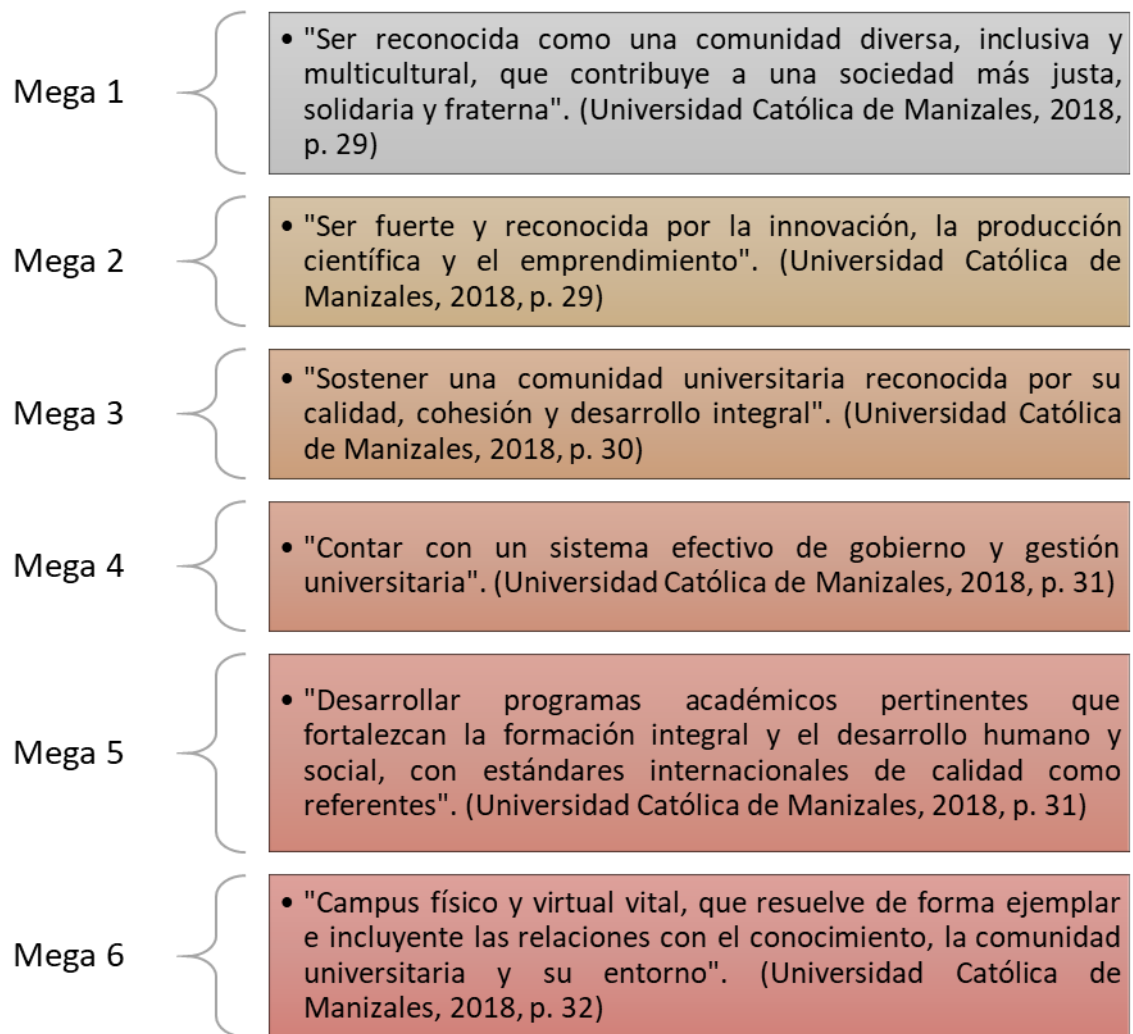 Mega 1
• "Ser reconocida como una comunidad diversa, inclusiva y
multicultural, que contribuye a una sociedad más justa,
solidaria y fraterna". (Universidad Católica de Manizales, 2018,
p. 29)
Mega 2
• "Ser fuerte y reconocida por la innovación, la producción
científica y el emprendimiento". (Universidad Católica de
Manizales, 2018, p. 29)
Mega 3
• "Sostener una comunidad universitaria reconocida por su
calidad, cohesión y desarrollo integral". (Universidad Católica
de Manizales, 2018, p. 30)
Mega 4
• "Contar con un sistema efectivo de gobierno y gestión
universitaria". (Universidad Católica de Manizales, 2018, p. 31)
Mega 5
• "Desarrollar programas académicos pertinentes que
fortalezcan la formación integral y el desarrollo humano y
social, con estándares internacionales de calidad como
referentes". (Universidad Católica de Manizales, 2018, p. 31)
Mega 6
• "Campus físico y virtual vital, que resuelve de forma ejemplar
e incluyente las relaciones con el conocimiento, la comunidad
universitaria y su entorno". (Universidad Católica de
Manizales, 2018, p. 32)